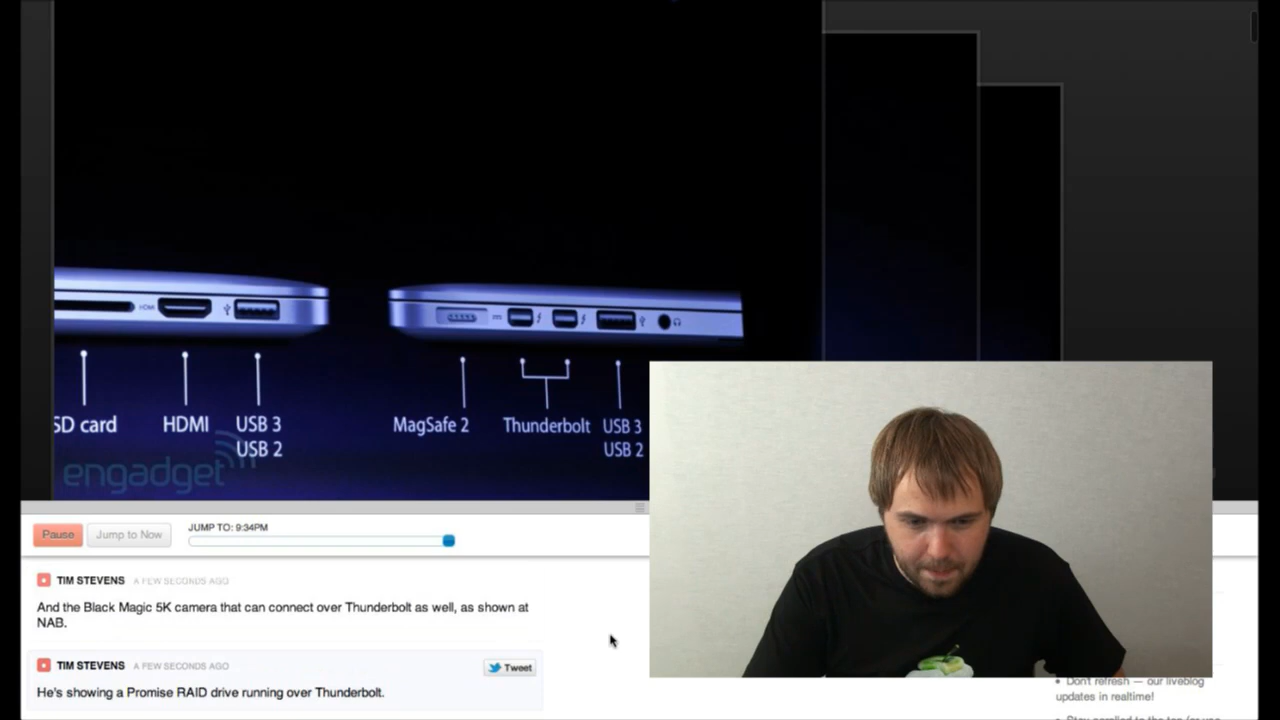 SD card
HDMI
USB 3
USB 2
MagSafe 2
Thunderbolt
USB 3
USB 2
engadget
Pause
Jump to Now
JUMP TO: 9:34PM
TIM STEVENS A FEW SECONDS AGO
And the Black Magic 5K camera that can connect over Thunderbolt as well, as shown at
NAB.
TIM STEVENS A FEW SECONDS AGO
Tweet
He's showing a Promise RAID drive running over Thunderbolt.
• Don't refresh — our liveblog
updates in realtime!